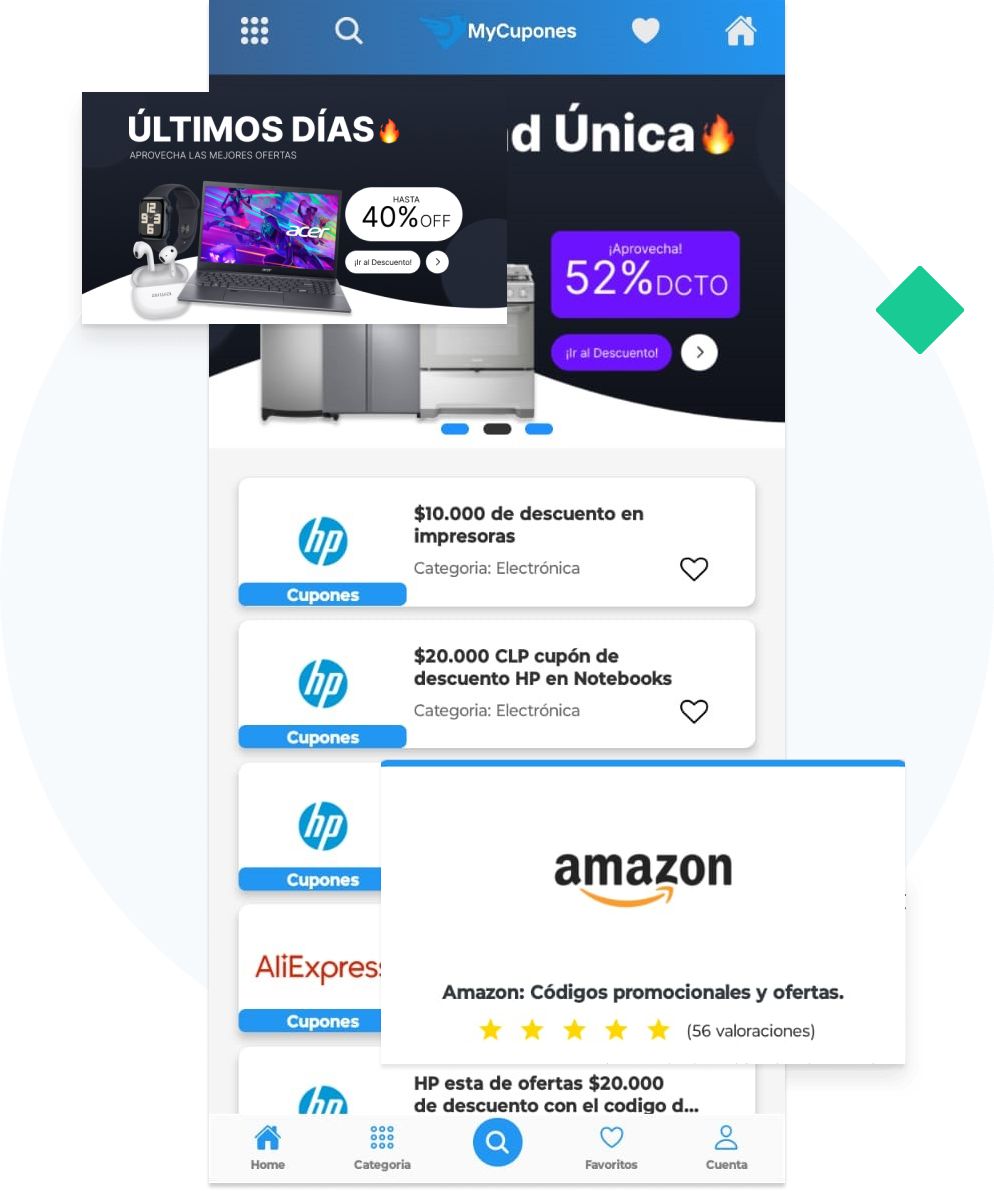 MyCupones
ÚLTIMOS DÍAS
APROVECHA LAS MEJORES OFERTAS
HASTA
40%OFF
¡Ir al Descuento!
acer
d Única
¡Aprovecha!
52%DCTO
¡Ir al Descuento!
hp
$10.000 de descuento en
impresoras
Categoria: Electrónica
Cupones
hp
$20.000 CLP cupón de
descuento HP en Notebooks
Categoria: Electrónica
Cupones
hp
Cupones
amazon
Amazon: Códigos promocionales y ofertas.
(56 valoraciones)
AliExpress
Cupones
hp
HP esta de ofertas $20.000
de descuento con el codigo d...
Home
Categoria
Favoritos
Cuenta